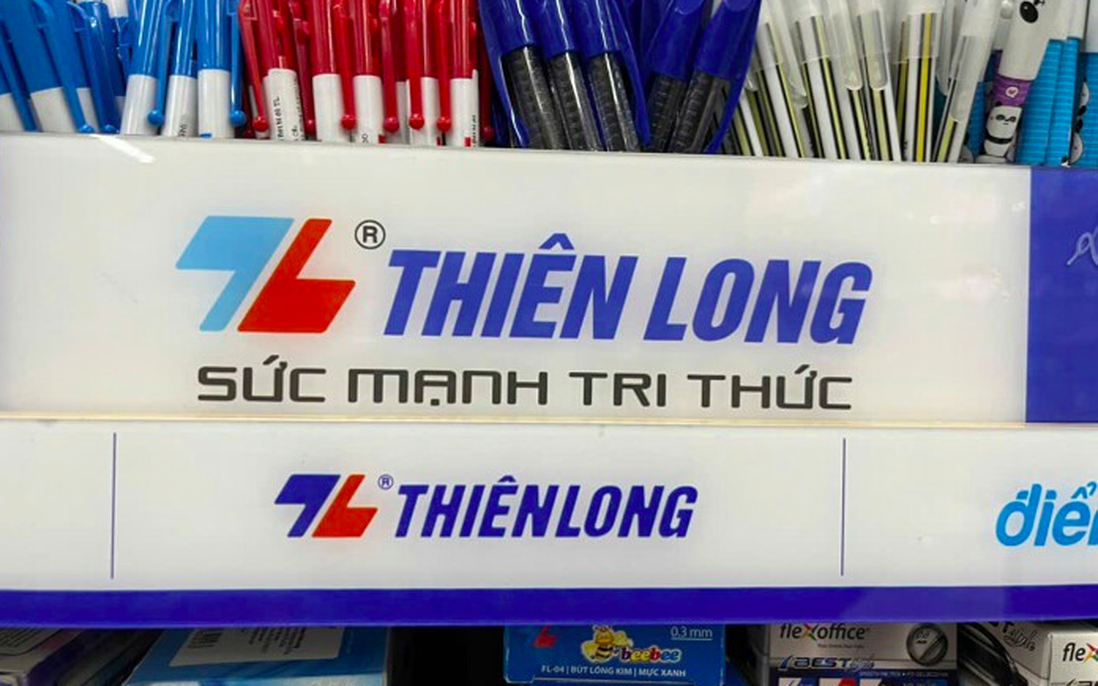 ® THIÊN LONG
SỨC MẠNH TRI THỨC
® THIÊNLONG
beebee
0.3 mm
FL-04 | BÚT LÔNG KIM | MỰC XANH
flexoffice
flex